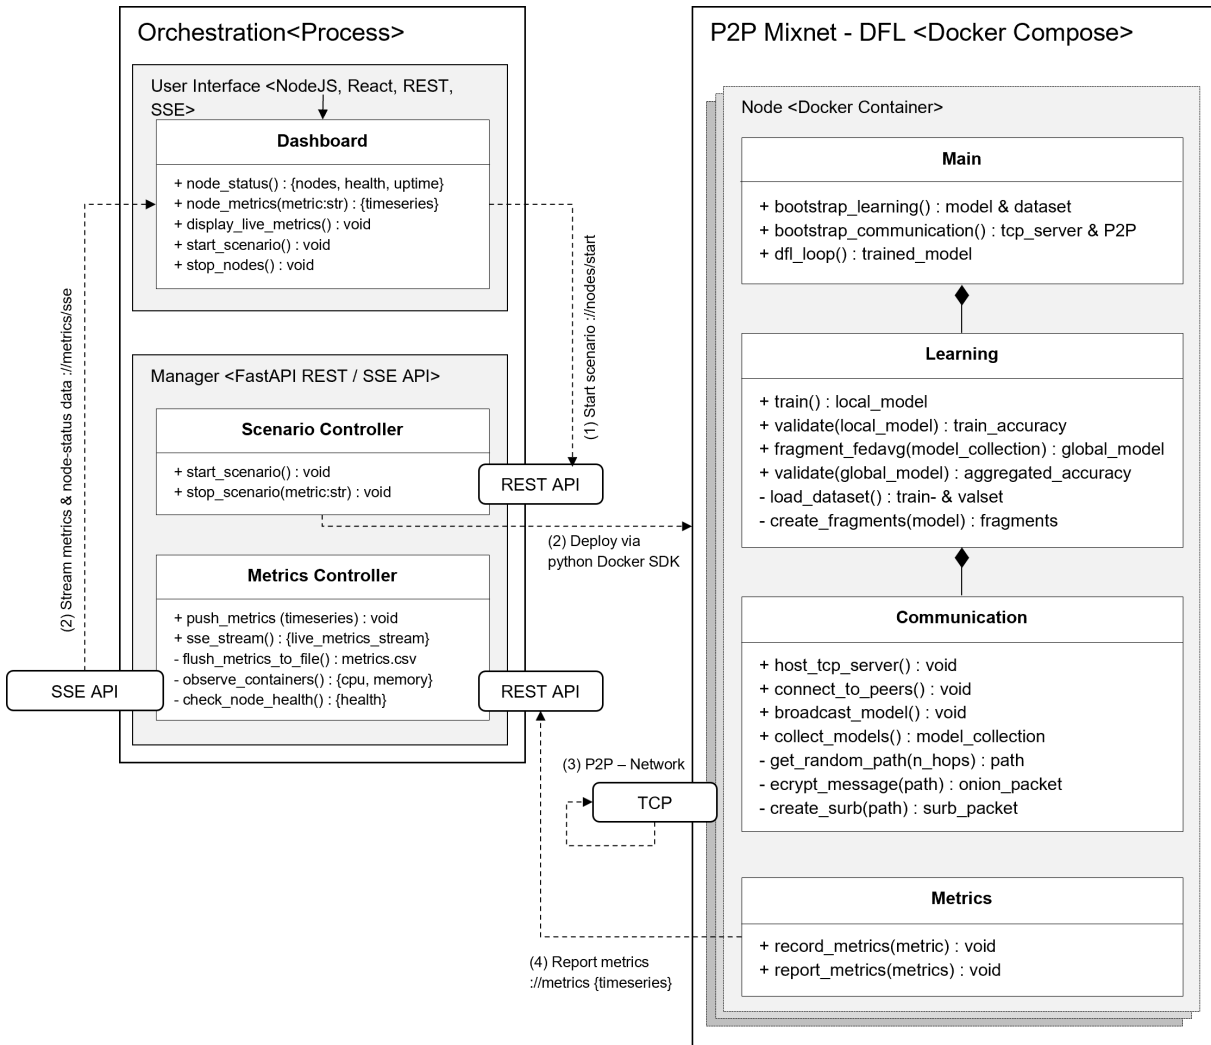 Orchestration<Process>
User Interface <NodeJS, React, REST,
SSE>
Dashboard
+ node_status() : {nodes, health, uptime}
+ node_metrics(metric:str) : {timeseries}
+ display_live_metrics() : void
+ start_scenario() : void
+ stop_nodes() : void
(2) Stream metrics & node-status data ://metrics/sse
(1) Start scenario ://nodes/start
Manager <FastAPI REST / SSE API>
Scenario Controller
+ start_scenario() : void
+ stop_scenario(metric:str) : void
REST API
(2) Deploy via
python Docker SDK
Metrics Controller
+ push_metrics (timeseries) : void
+ sse_stream() : {live_metrics_stream}
- flush_metrics_to_file() : metrics.csv
- observe_containers() : {cpu, memory}
- check_node_health() : {health}
SSE API
REST API
(3) P2P – Network
TCP
(4) Report metrics
://metrics {timeseries}
P2P Mixnet - DFL <Docker Compose>
Node <Docker Container>
Main
+ bootstrap_learning() : model & dataset
+ bootstrap_communication() : tcp_server & P2P
+ dfl_loop() : trained_model
Learning
+ train() : local_model
+ validate(local_model) : train_accuracy
+ fragment_fedavg(model_collection) : global_model
+ validate(global_model) : aggregated_accuracy
- load_dataset() : train- & valset
- create_fragments(model) : fragments
Communication
+ host_tcp_server() : void
+ connect_to_peers() : void
+ broadcast_model() : void
+ collect_models() : model_collection
- get_random_path(n_hops) : path
- ecrypt_message(path) : onion_packet
- create_surb(path) : surb_packet
Metrics
+ record_metrics(metric) : void
+ report_metrics(metrics) : void